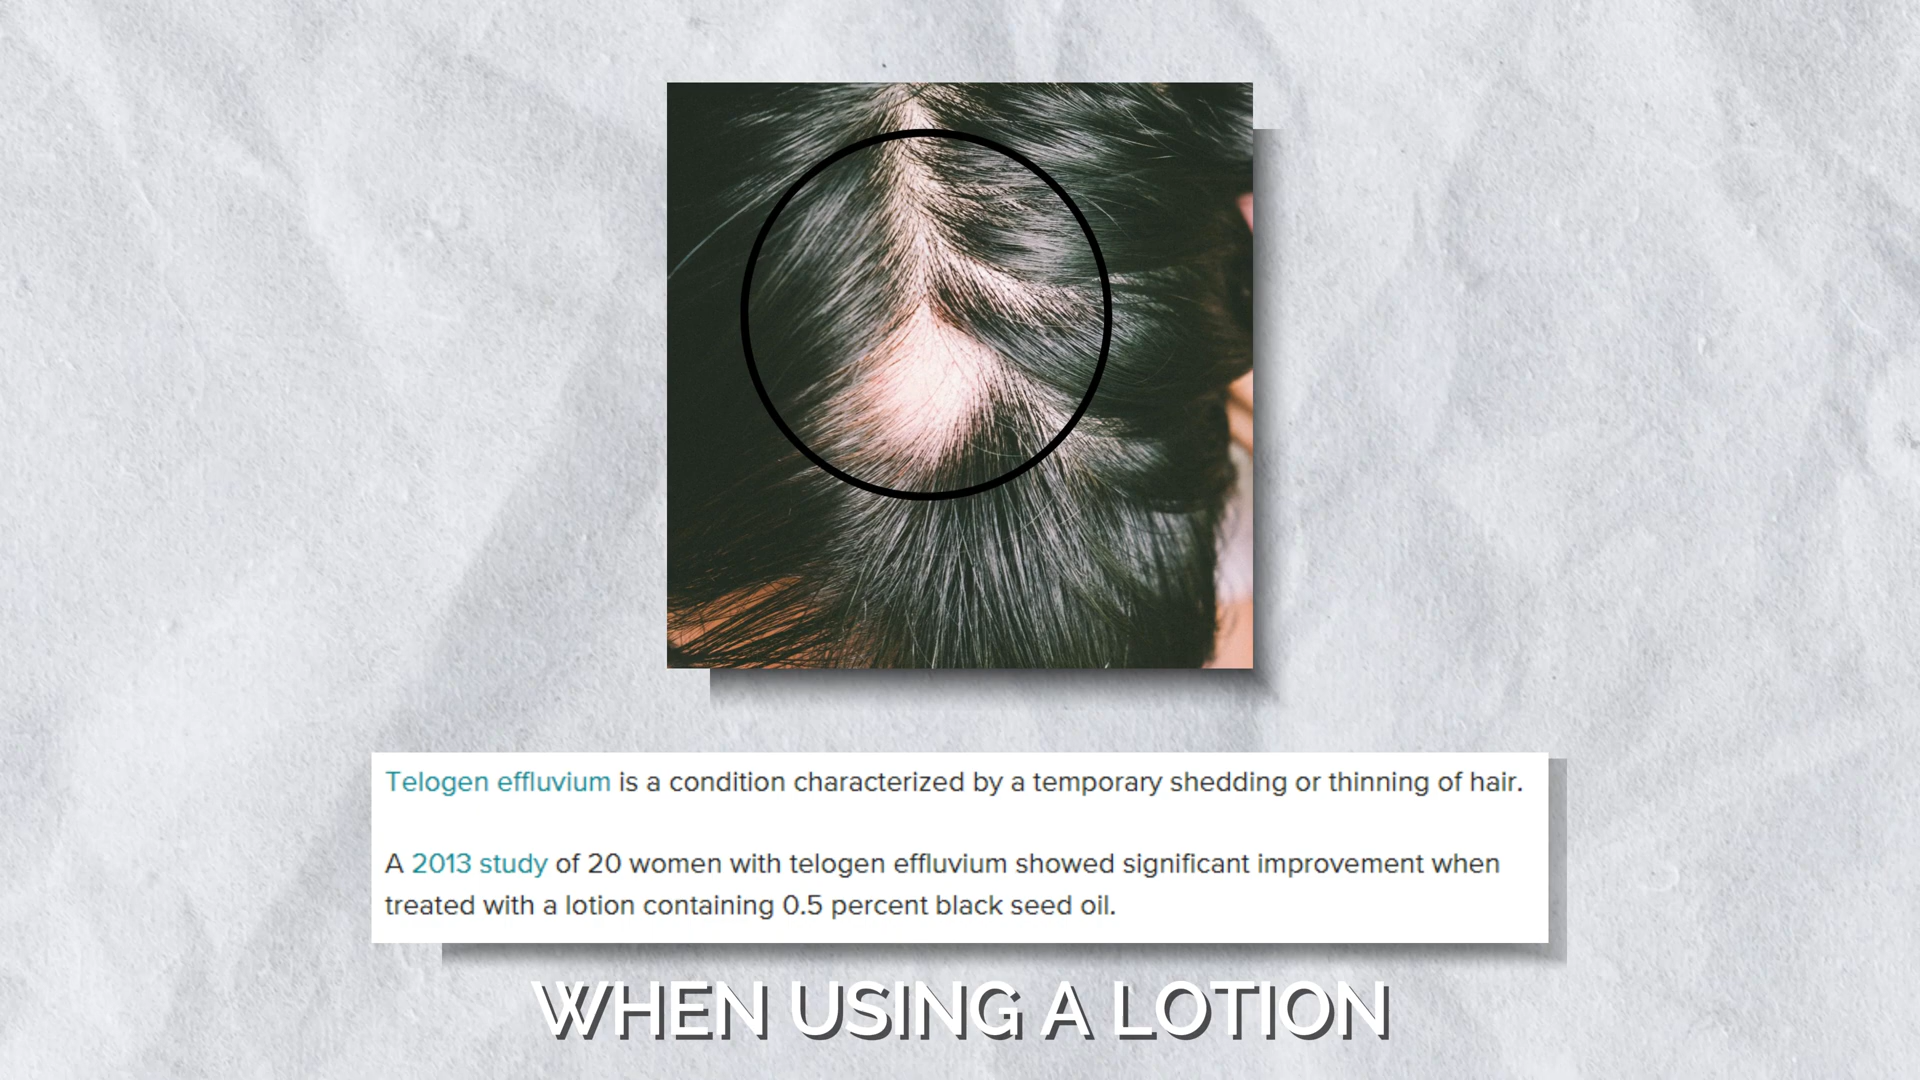 Telogen effluvium is a condition characterized by a temporary shedding or thinning of hair.
A 2013 study of 20 women with telogen effluvium showed significant improvement when
treated with a lotion containing 0.5 percent black seed oil.
WHEN USING A LOTION